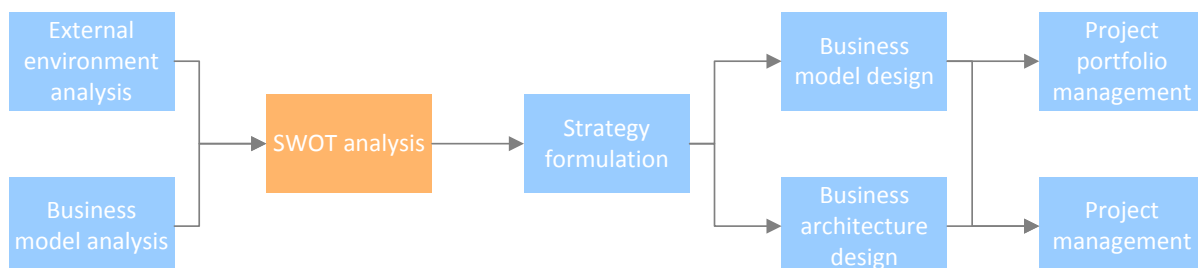 External
environment
analysis
Business
model analysis
SWOT analysis
Strategy
formulation
Business
model design
Business
architecture
design
Project
portfolio
management
Project
management